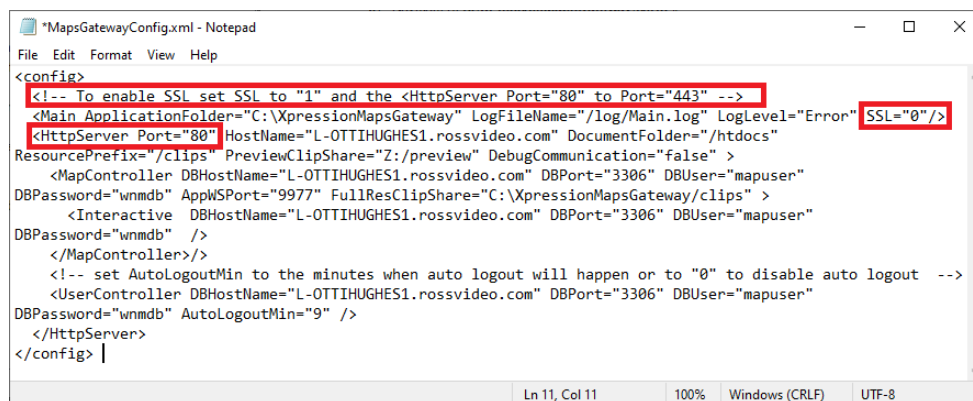 *MapsGatewayConfig.xml - Notepad
File Edit Format View Help
<config>
<!-- To enable SSL set SSL to "1" and the <HttpServer Port="80" to Port="443" -->
<Main ApplicationFolder="C:\XpressionMapsGateway" LogFileName="/log/Main.log" LogLevel="Error" SSL="0"/>
<HttpServer Port="80" HostName="L-OTTIHUGHES1.rossvideo.com" DocumentFolder="/htdocs"
ResourcePrefix="/clips" PreviewClipShare="Z:/preview" DebugCommunication="false" >
<MapController DBHostName="L-OTTIHUGHES1.rossvideo.com" DBPort="3306" DBUser="mapuser"
DBPassword="wnmdb" AppWSPort="9977" FullResClipShare="C:\XpressionMapsGateway/clips" >
<Interactive DBHostName="L-OTTIHUGHES1.rossvideo.com" DBPort="3306" DBUser="mapuser"
DBPassword="wnmdb" />
</MapController>/>
<!-- set AutoLogoutMin to the minutes when auto logout will happen or to "0" to disable auto logout -->
<UserController DBHostName="L-OTTIHUGHES1.rossvideo.com" DBPort="3306" DBUser="mapuser"
DBPassword="wnmdb" AutoLogoutMin="9" />
</HttpServer>
</config>
Ln 11, Col 11 100% Windows (CRLF) UTF-8